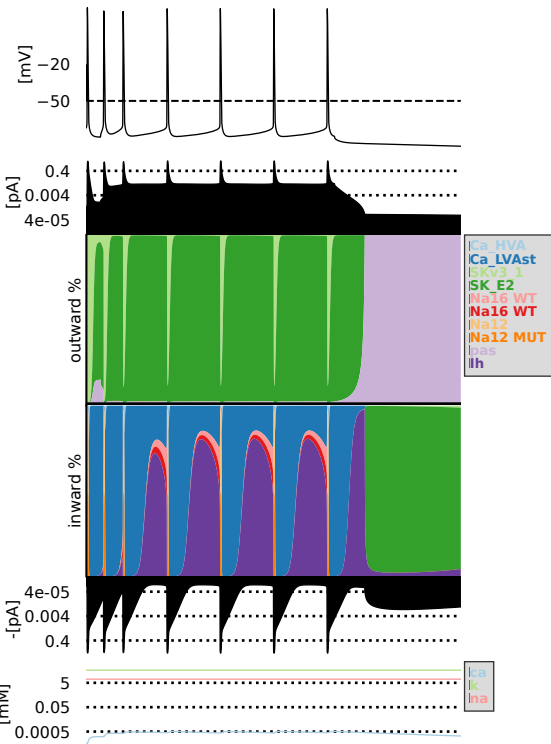 [mV]
−20
−50
[pA]
0.4
0.004
4e-05
outward %
Ca_HVA
Ca_LVAst
SKv3_1
SK_E2
Na16 WT
Na16 WT
Na12
Na12 MUT
pas
Ih
inward %
-[pA]
4e-05
0.004
0.4
[mM]
5
0.05
0.0005
ca
k
na